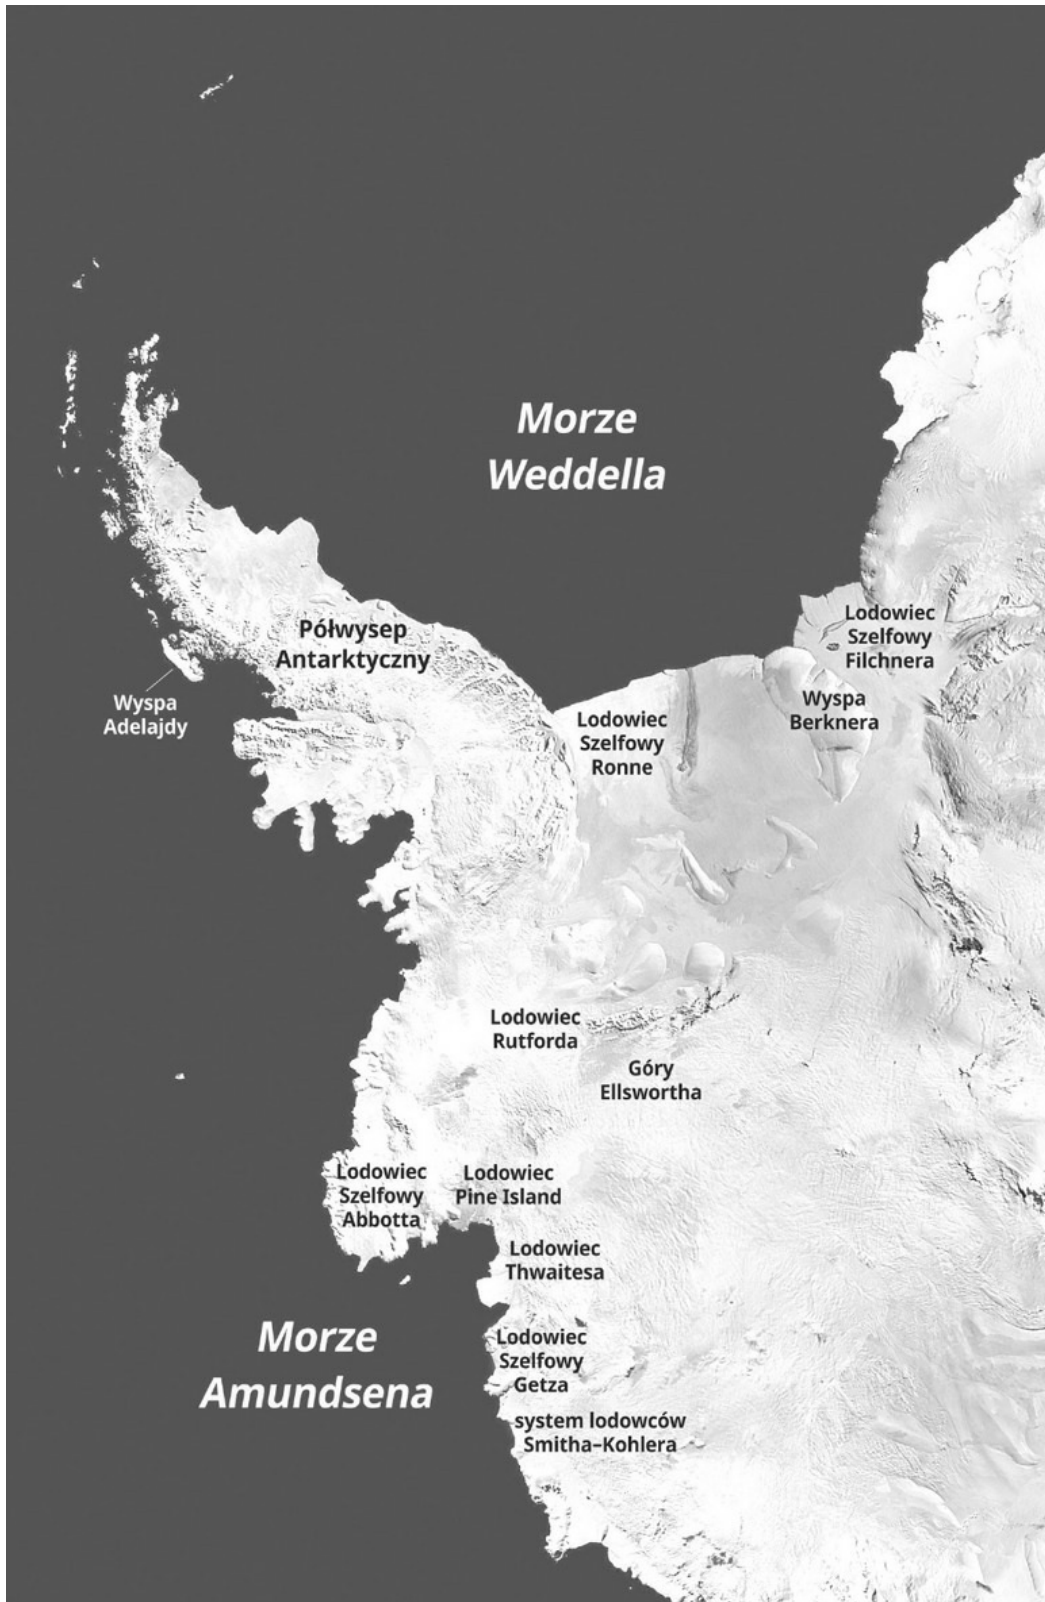 Morze
Weddella
Lodowiec
Szelfowy
Filchnera
Półwysep
Antarktyczny
Wyspa
Adelajdy
Lodowiec
Szelfowy
Ronne
Wyspa
Berknera
Lodowiec
Rutforda
Góry
Ellswortha
Lodowiec
Szelfowy
Abbotta
Lodowiec
Pine Island
Lodowiec
Thwaitesa
Morze
Amundsena
Lodowiec
Szelfowy
Getza
system lodowców
Smitha–Kohlera